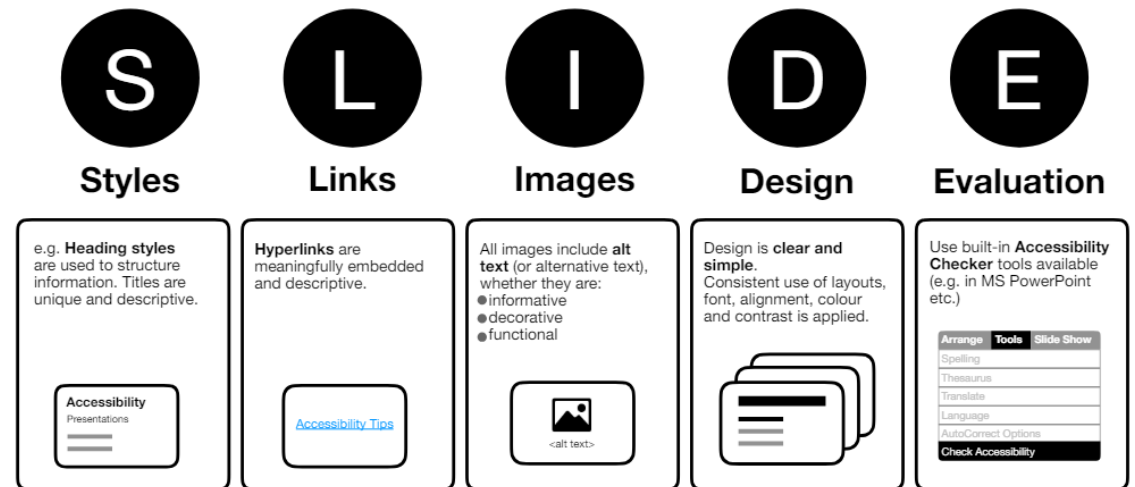 S
L
I
D
E
Styles
Links
Images
Design
Evaluation
e.g. Heading styles
are used to structure
information. Titles are
unique and descriptive.
Accessibility
Presentations
Hyperlinks are
meaningfully embedded
and descriptive.
Accessibility Tips
All images include alt
text (or alternative text),
whether they are:
●informative
●decorative
●functional
<alt text>
Design is clear and
simple.
Consistent use of layouts,
font, alignment, colour
and contrast is applied.
Use built-in Accessibility
Checker tools available
(e.g. in MS PowerPoint
etc.)
Arrange Tools Slide Show
Spelling
Thesaurus
Translate
Language
AutoCorrect Options
Check Accessibility